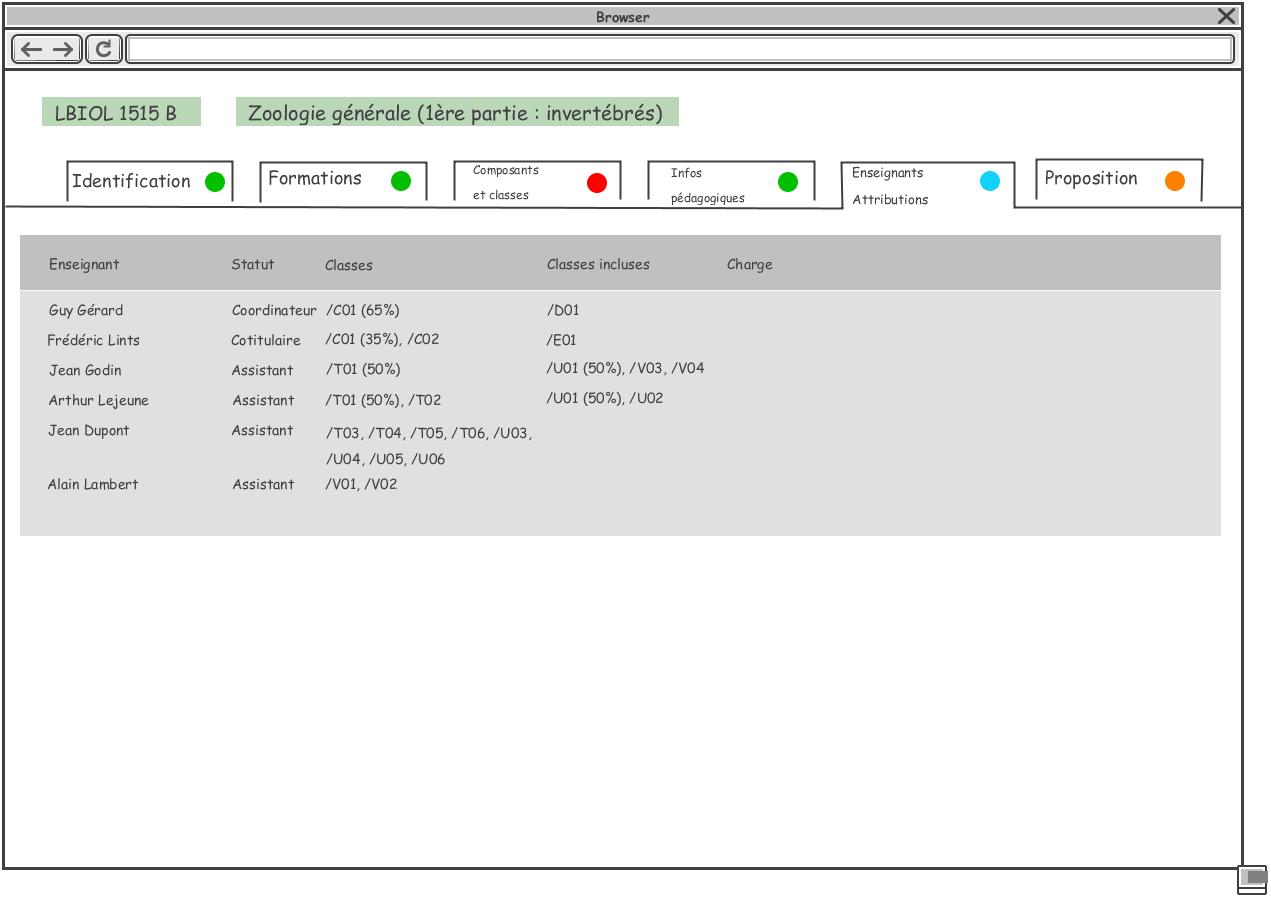 Browser
LBIOL 1515 B Zoologie générale (1ère partie : invertébrés)
Identification Formations Composants et classes Infos pédagogiques Enseignants Attributions Proposition
Enseignant Statut Classes Classes incluses Charge
Guy Gérard Coordinateur /C01 (65%) /D01
Frédéric Lints Cotitulaire /C01 (35%), /C02 /E01
Jean Godin Assistant /T01 (50%) /U01 (50%), /V03, /V04
Arthur Lejeune Assistant /T01 (50%), /T02 /U01 (50%), /U02
Jean Dupont Assistant /T03, /T04, /T05, /T06, /U03,
/U04, /U05, /U06
Alain Lambert Assistant /V01, /V02